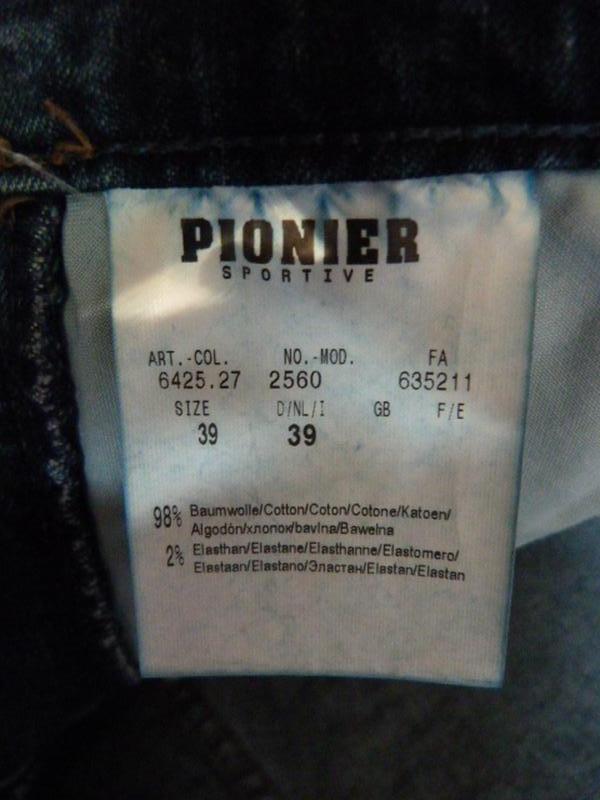 PIONIER
SPORTIVE
ART.-COL. NO.-MOD. FA
6425.27 2560 635211
SIZE D/NL/I GB F/E
39 39
98% Baumwolle/Cotton/Coton/Cotone/Katoen/
Algodón/хлопок/bavlna/Bawełna
2% Elasthan/Elastane/Elasthanne/Elastomero/
Elastaan/Elastano/Эластан/Elastan/Elastan